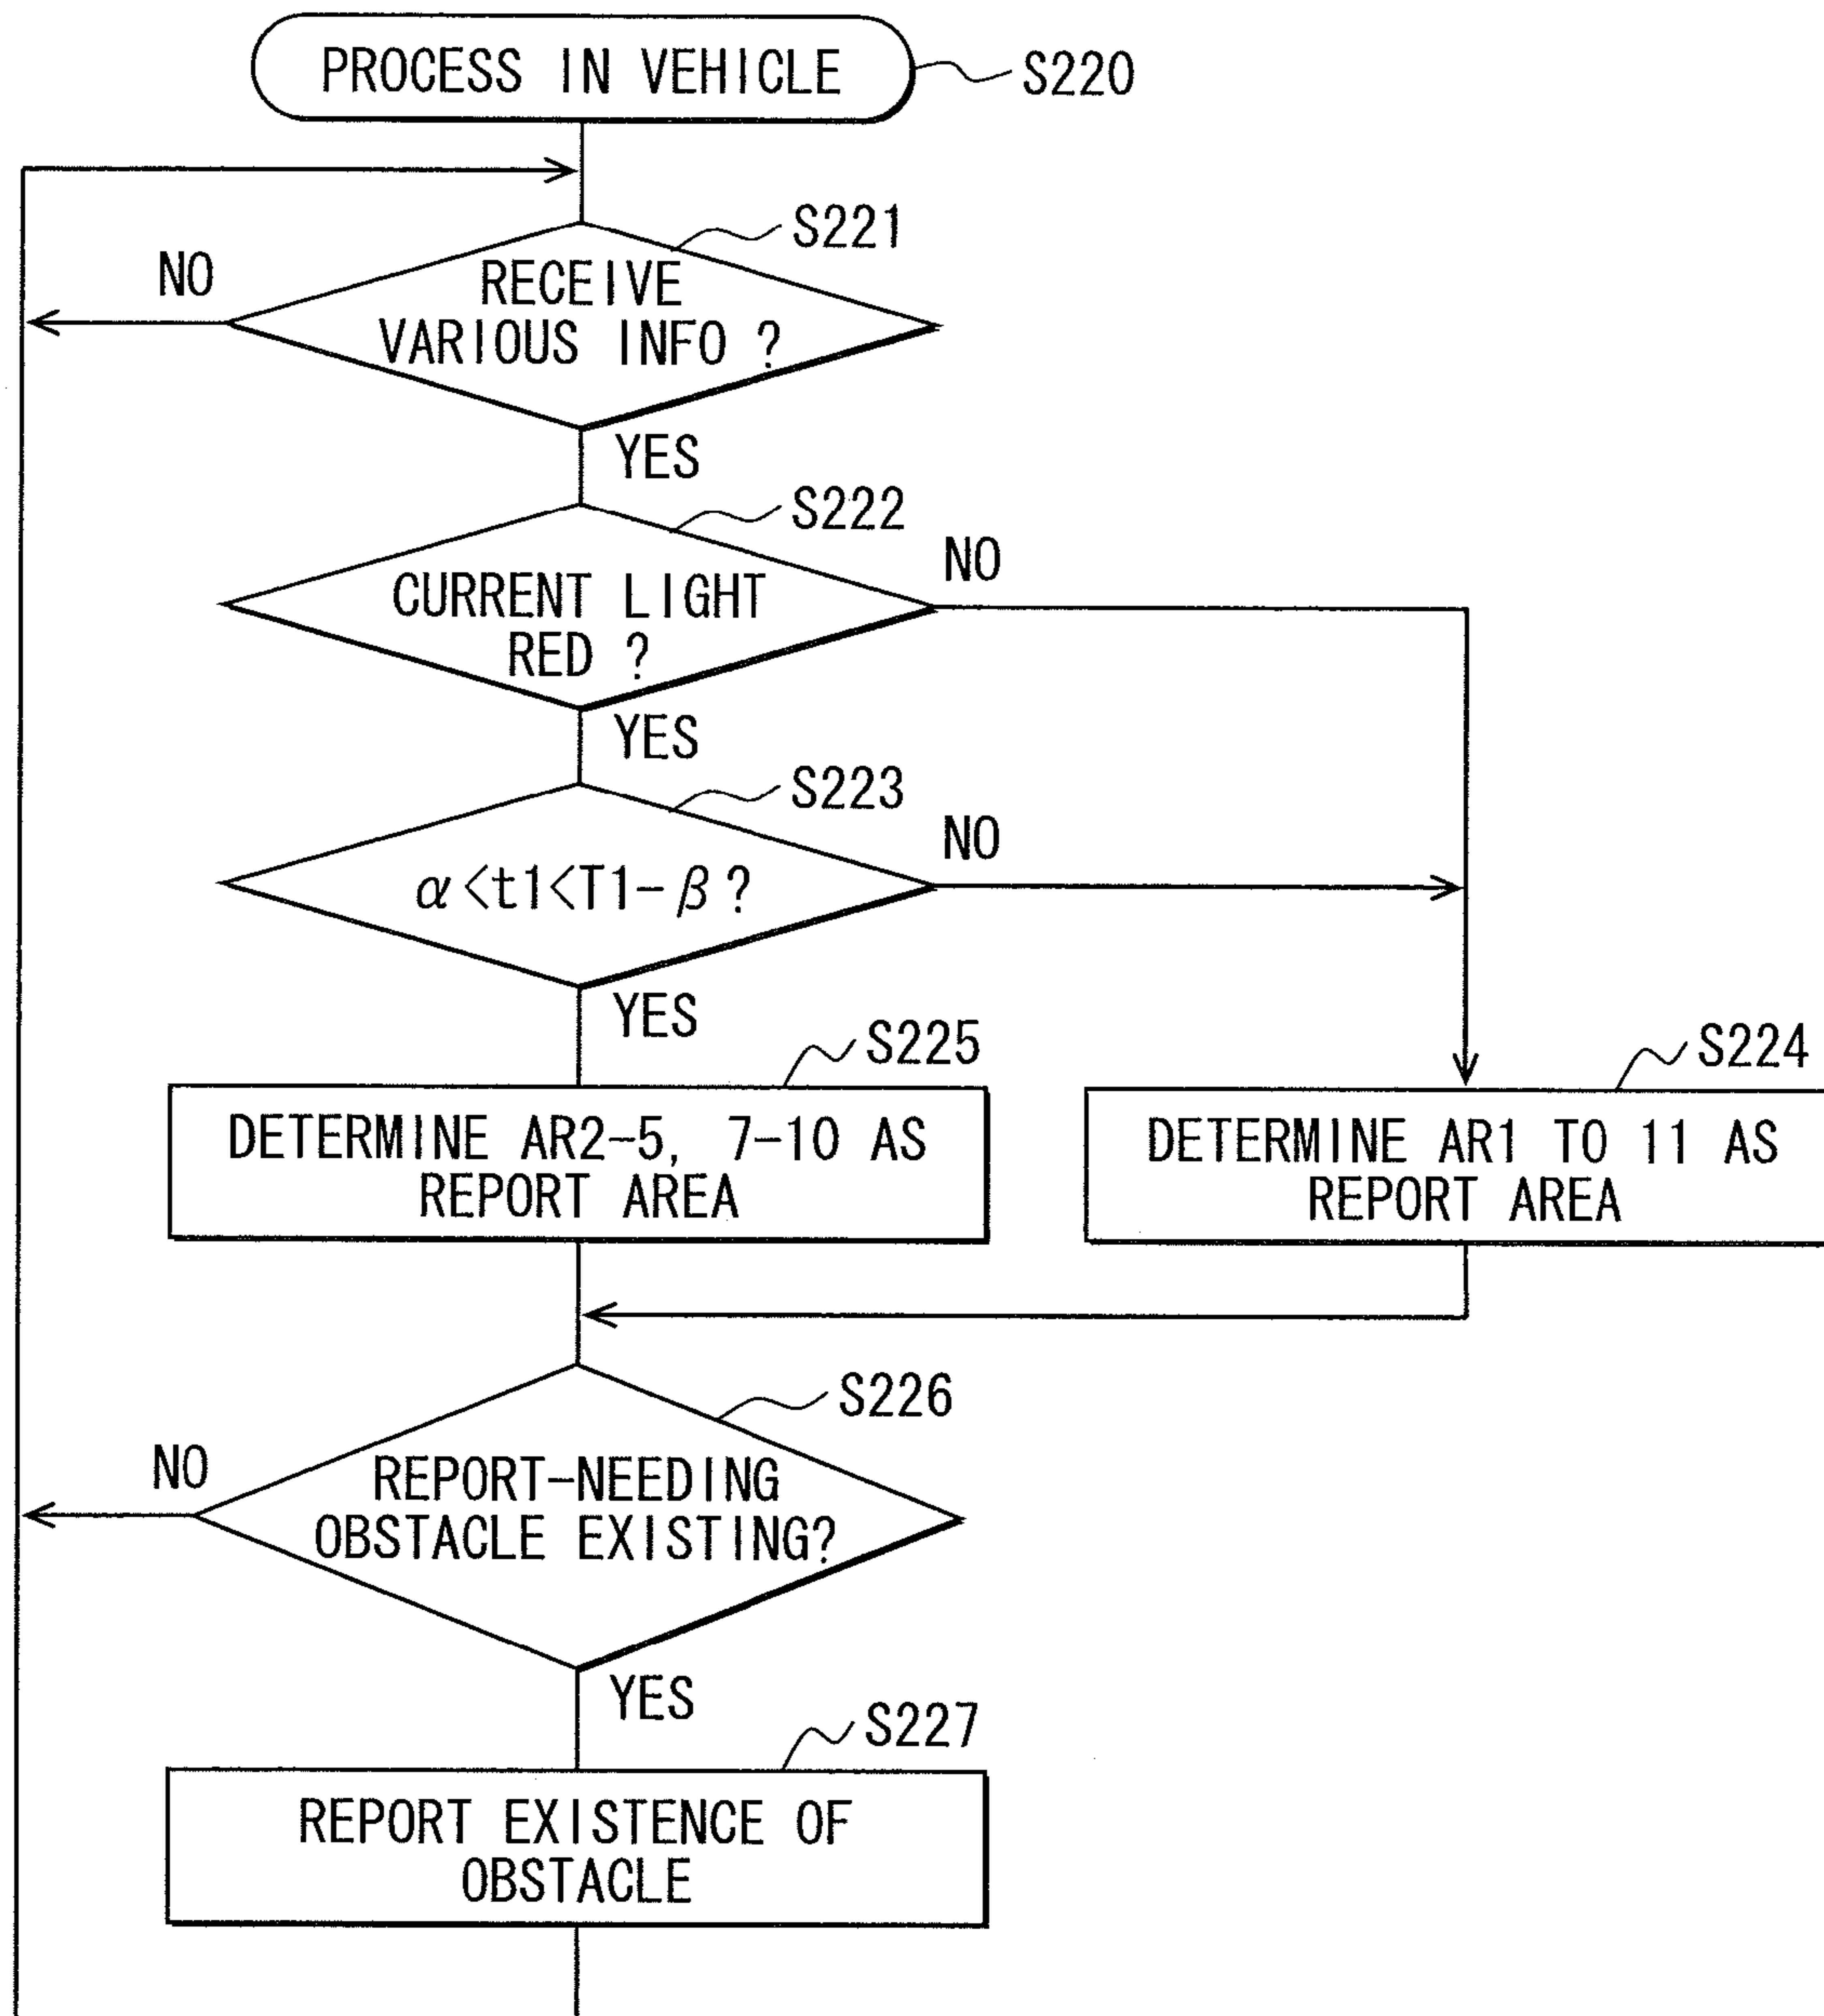 PROCESS IN VEHICLE
S220
S221
NO
RECEIVE
VARIOUS INFO ?
YES
S222
NO
CURRENT LIGHT
RED ?
YES
S223
NO
α<t1<T1-β?
YES
S225
S224
DETERMINE AR2-5, 7-10 AS
REPORT AREA
DETERMINE AR1 TO 11 AS
REPORT AREA
S226
NO
REPORT-NEEDING
OBSTACLE EXISTING?
YES
S227
REPORT EXISTENCE OF
OBSTACLE